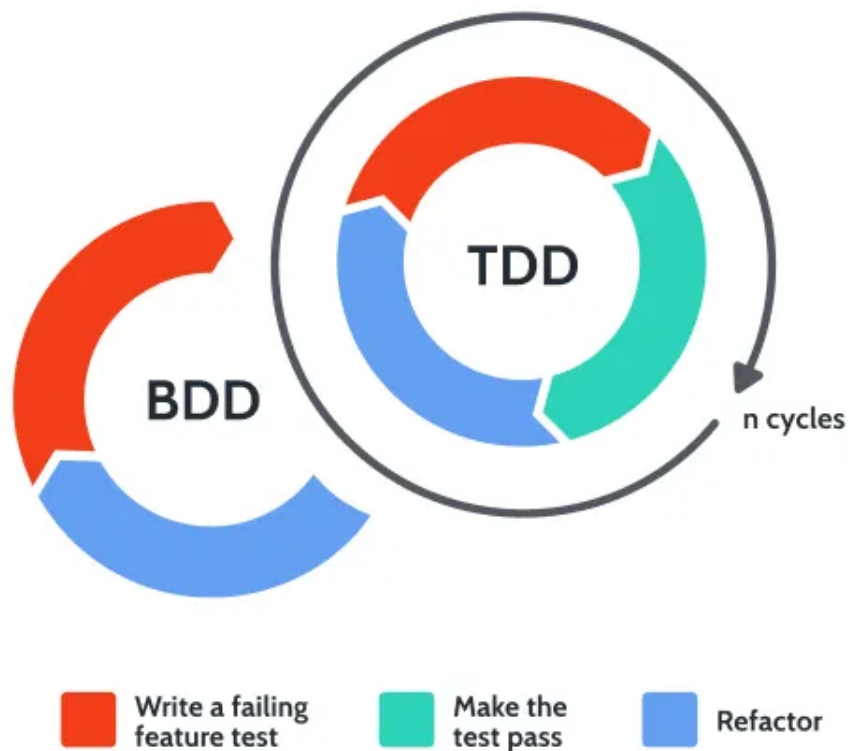 TDD
BDD
n cycles
Write a failing
feature test
Make the
test pass
Refactor